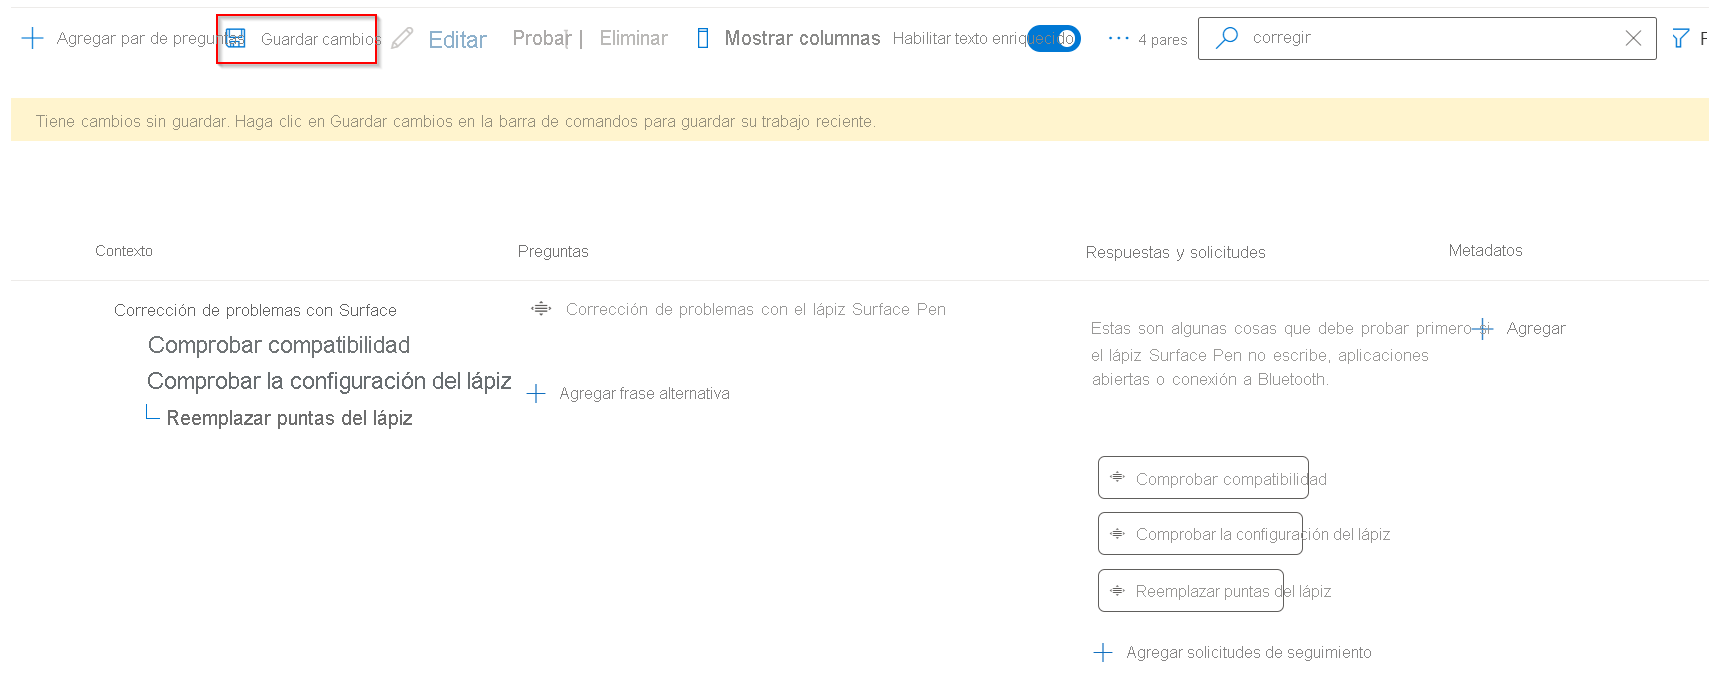 Agregar par de preguntas Guardar cambios Editar Probar | Eliminar Mostrar columnas Habilitar texto enriquecido ··· 4 pares corregir
Tiene cambios sin guardar. Haga clic en Guardar cambios en la barra de comandos para guardar su trabajo reciente.
Contexto Preguntas Respuestas y solicitudes Metadatos
Corrección de problemas con Surface
Comprobar compatibilidad
Comprobar la configuración del lápiz
Reemplazar puntas del lápiz
Corrección de problemas con el lápiz Surface Pen
Agregar frase alternativa
Estas son algunas cosas que debe probar primero si
el lápiz Surface Pen no escribe, aplicaciones
abiertas o conexión a Bluetooth.
Comprobar compatibilidad
Comprobar la configuración del lápiz
Reemplazar puntas del lápiz
Agregar solicitudes de seguimiento
Agregar